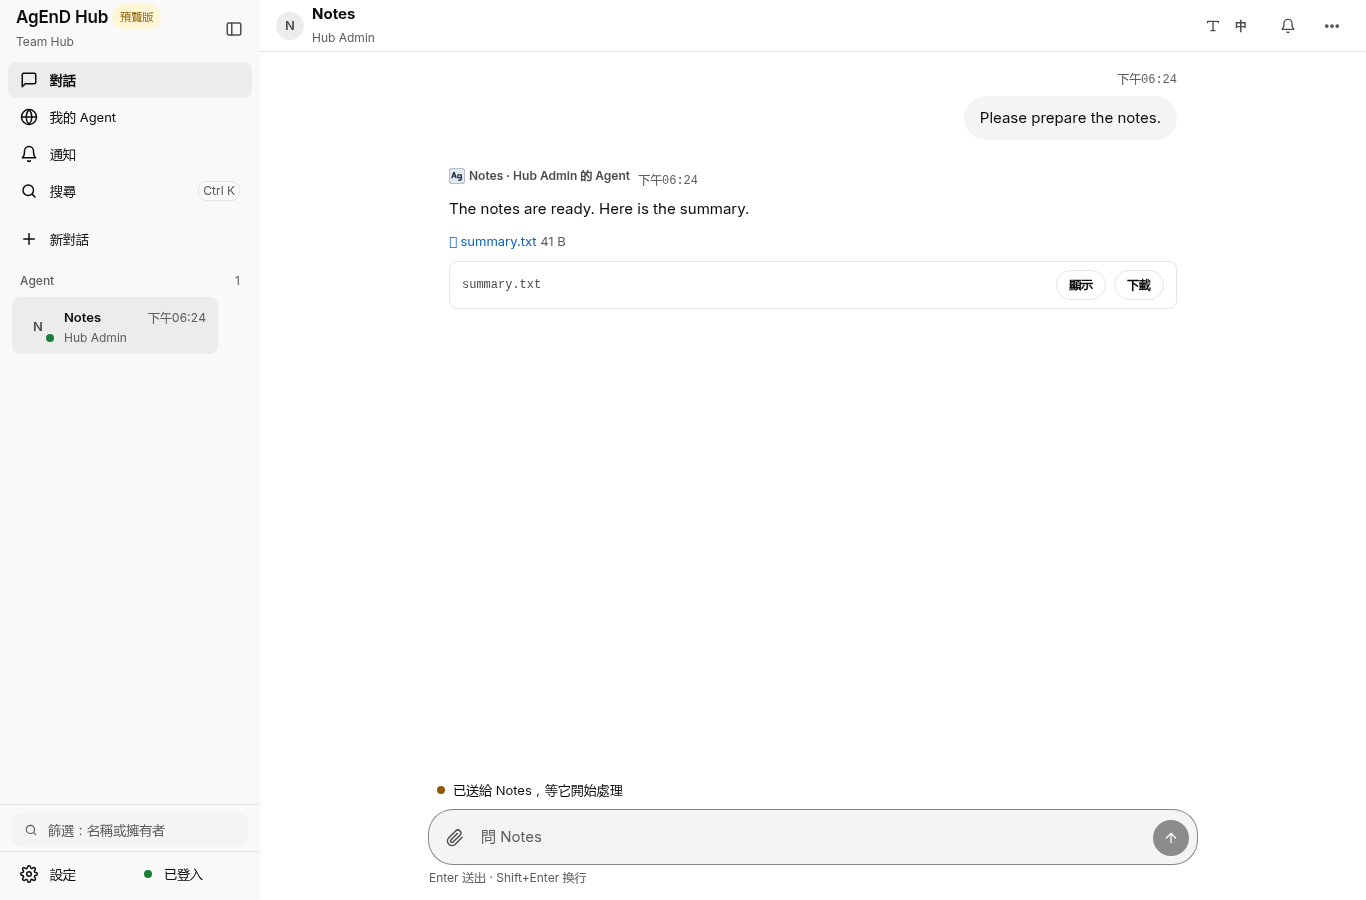 AgEnD Hub 預覽版
Team Hub
對話
我的 Agent
通知
搜尋 Ctrl K
新對話
Agent 1
N Notes 下午06:24
Hub Admin
篩選：名稱或擁有者
設定 已登入
N Notes
Hub Admin
中
下午06:24
Please prepare the notes.
Ag Notes · Hub Admin 的 Agent 下午06:24
The notes are ready. Here is the summary.
summary.txt 41 B
summary.txt 顯示 下載
已送給 Notes，等它開始處理
問 Notes
Enter 送出 · Shift+Enter 換行